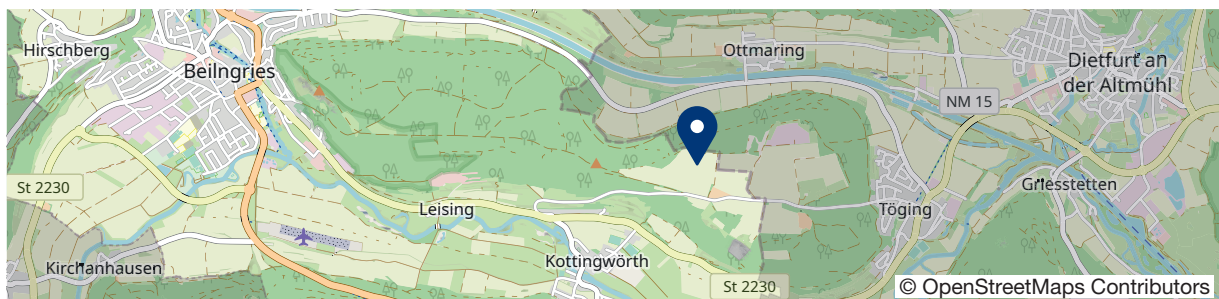 Hirschberg
Beilngries
Ottmaring
Dietfurt an
der Altmühl
NM 15
St 2230
Leising
Töging
Griesstetten
Kirchanhausen
Kottingwörth
St 2230
© OpenStreetMaps Contributors